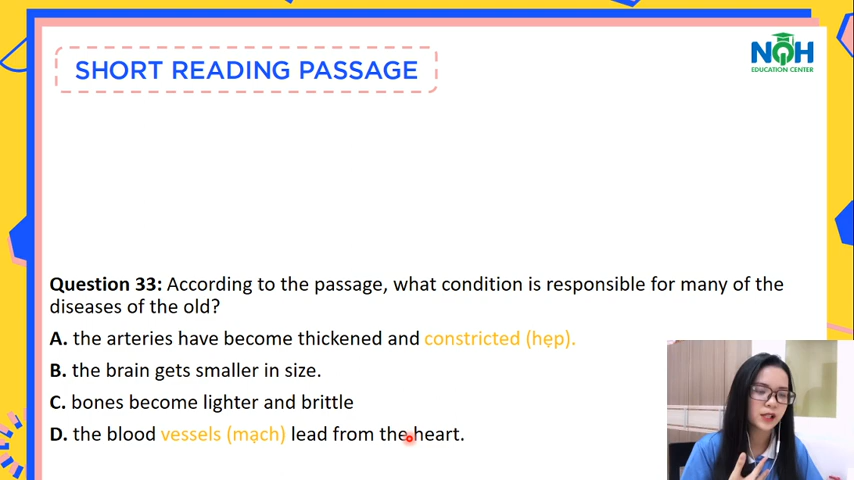 SHORT READING PASSAGE
NQH
EDUCATION CENTER
Question 33: According to the passage, what condition is responsible for many of the
diseases of the old?
A. the arteries have become thickened and constricted (hẹp).
B. the brain gets smaller in size.
C. bones become lighter and brittle
D. the blood vessels (mạch) lead from the heart.